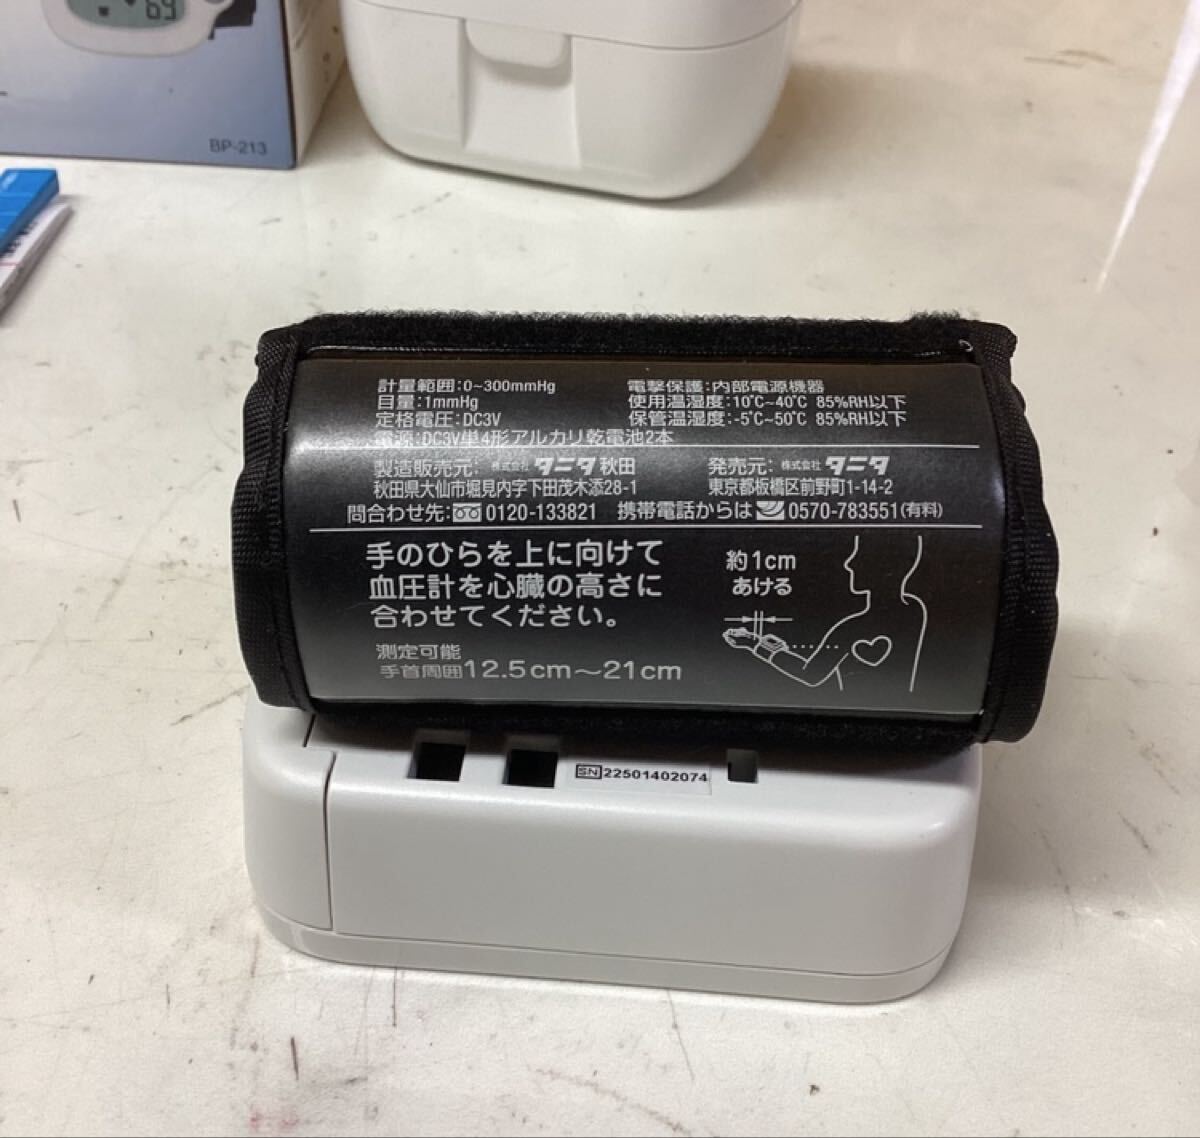 69
BP-213
計量範囲:0~300mmHg
目量:1mmHg
定格電圧:DC3V
電源:DC3V単4形アルカリ乾電池2本
電撃保護:内部電源機器
使用温湿度:10℃~40℃ 85%RH以下
保管温湿度:-5℃~50℃ 85%RH以下
製造販売元: 株式会社 タニタ 秋田
秋田県大仙市堀見内字下田茂木添28-1
発売元: 株式会社 タニタ
東京都板橋区前野町1-14-2
問合わせ先: 0120-133821 携帯電話からは 0570-783551(有料)
手のひらを上に向けて
血圧計を心臓の高さに
合わせてください。
測定可能
手首周囲12.5cm～21cm
約1cm
あける
SN 22501402074